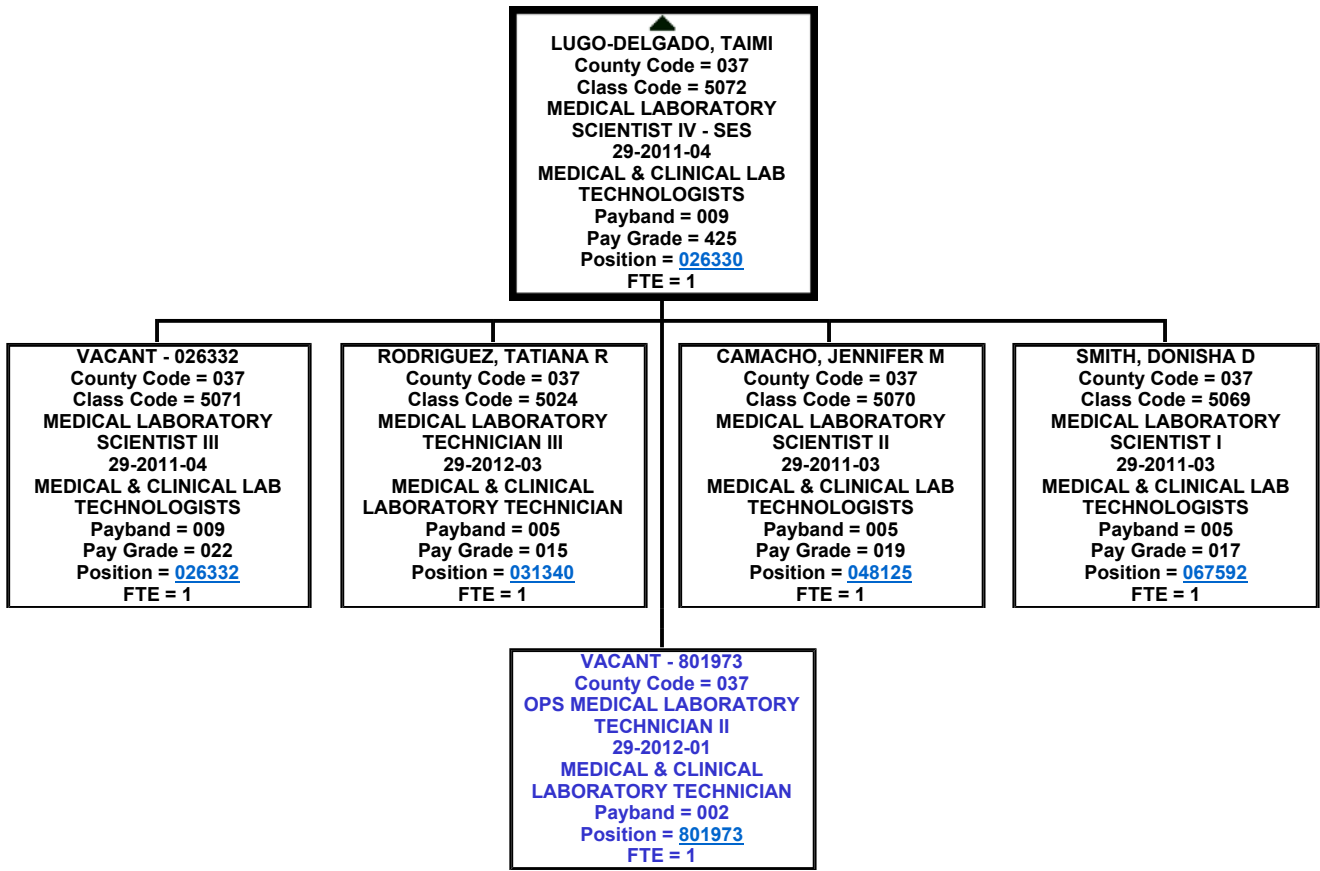 LUGO-DELGADO, TAIMI
County Code = 037
Class Code = 5072
MEDICAL LABORATORY
SCIENTIST IV - SES
29-2011-04
MEDICAL & CLINICAL LAB
TECHNOLOGISTS
Payband = 009
Pay Grade = 425
Position = 026330
FTE = 1
VACANT - 026332
County Code = 037
Class Code = 5071
MEDICAL LABORATORY
SCIENTIST III
29-2011-04
MEDICAL & CLINICAL LAB
TECHNOLOGISTS
Payband = 009
Pay Grade = 022
Position = 026332
FTE = 1
RODRIGUEZ, TATIANA R
County Code = 037
Class Code = 5024
MEDICAL LABORATORY
TECHNICIAN III
29-2012-03
MEDICAL & CLINICAL
LABORATORY TECHNICIAN
Payband = 005
Pay Grade = 015
Position = 031340
FTE = 1
CAMACHO, JENNIFER M
County Code = 037
Class Code = 5070
MEDICAL LABORATORY
SCIENTIST II
29-2011-03
MEDICAL & CLINICAL LAB
TECHNOLOGISTS
Payband = 005
Pay Grade = 019
Position = 048125
FTE = 1
SMITH, DONISHA D
County Code = 037
Class Code = 5069
MEDICAL LABORATORY
SCIENTIST I
29-2011-03
MEDICAL & CLINICAL LAB
TECHNOLOGISTS
Payband = 005
Pay Grade = 017
Position = 067592
FTE = 1
VACANT - 801973
County Code = 037
OPS MEDICAL LABORATORY
TECHNICIAN II
29-2012-01
MEDICAL & CLINICAL
LABORATORY TECHNICIAN
Payband = 002
Position = 801973
FTE = 1